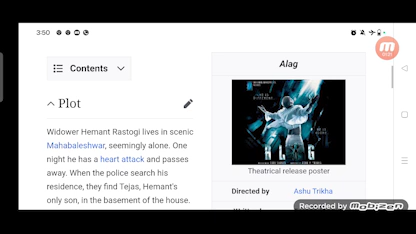 3:50
Contents
Plot
Widower Hemant Rastogi lives in scenic
Mahabaleshwar, seemingly alone. One
night he has a heart attack and passes
away. When the police search his
residence, they find Tejas, Hemant's
only son, in the basement of the house.
Alag
ALAG
Theatrical release poster
Directed by Ashu Trikha
Recorded by Mobizen